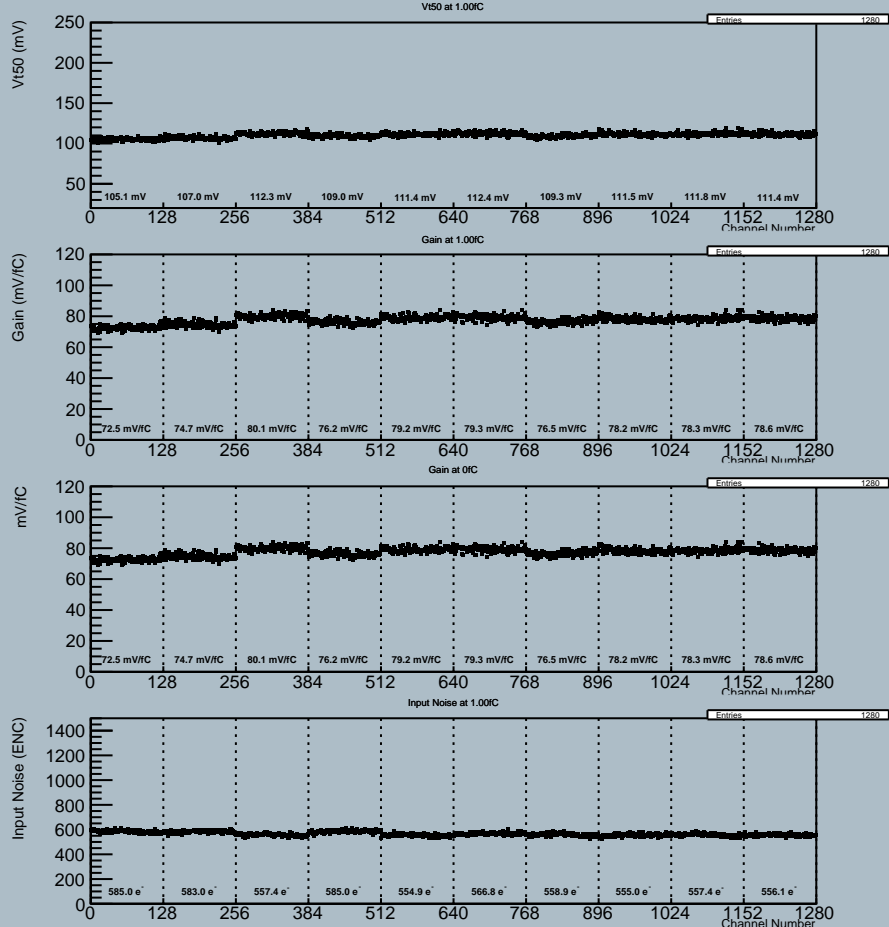 Vt50 at 1.00fC
Entries 1280
Vt50 (mV)
250
200
150
100
50
105.1 mV 107.0 mV 112.3 mV 109.0 mV 111.4 mV 112.4 mV 109.3 mV 111.5 mV 111.8 mV 111.4 mV
0 128 256 384 512 640 768 896 1024 1152 1280
Channel Number
Gain at 1.00fC
Entries 1280
Gain (mV/fC)
120
100
80
60
40
20
0
72.5 mV/fC 74.7 mV/fC 80.1 mV/fC 76.2 mV/fC 79.2 mV/fC 79.3 mV/fC 76.5 mV/fC 78.2 mV/fC 78.3 mV/fC 78.6 mV/fC
0 128 256 384 512 640 768 896 1024 1152 1280
Channel Number
Gain at 0fC
Entries 1280
mV/fC
120
100
80
60
40
20
0
72.5 mV/fC 74.7 mV/fC 80.1 mV/fC 76.2 mV/fC 79.2 mV/fC 79.3 mV/fC 76.5 mV/fC 78.2 mV/fC 78.3 mV/fC 78.6 mV/fC
0 128 256 384 512 640 768 896 1024 1152 1280
Channel Number
Input Noise at 1.00fC
Entries 1280
Input Noise (ENC)
1400
1200
1000
800
600
400
200
0
585.0 e⁻ 583.0 e⁻ 557.4 e⁻ 585.0 e⁻ 554.9 e⁻ 566.8 e⁻ 558.9 e⁻ 555.0 e⁻ 557.4 e⁻ 556.1 e⁻
0 128 256 384 512 640 768 896 1024 1152 1280
Channel Number